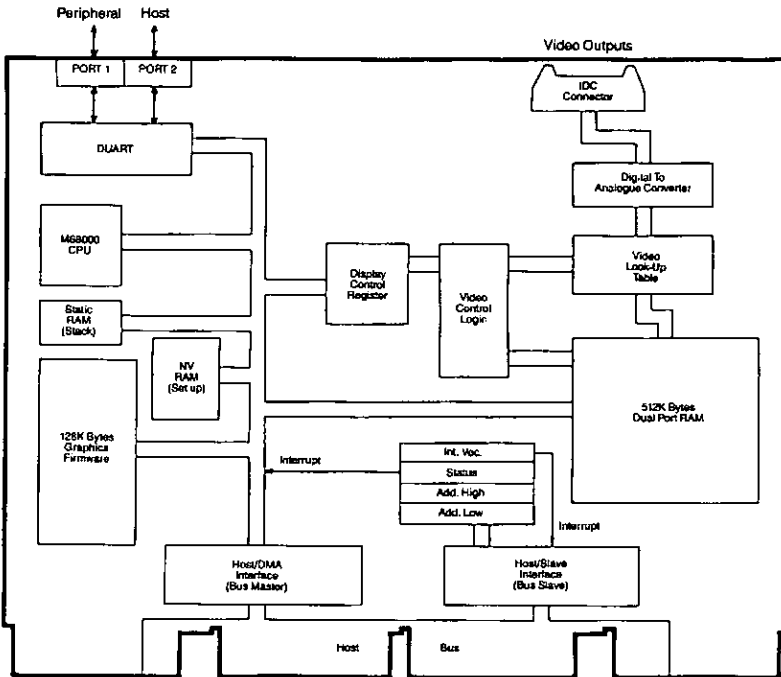 Peripheral Host
Video Outputs
PORT 1 PORT 2
IDC
Connector
DUART
Digital To
Analogue Converter
M68000
CPU
Display
Control
Register
Video
Control
Logic
Video
Look-Up
Table
Static
RAM
(Stack)
NV
RAM
(Set up)
128K Bytes
Graphics
Firmware
512K Bytes
Dual Port RAM
Interrupt
Int. Vec.
Status
Add. High
Add. Low
Interrupt
Host/DMA
Interface
(Bus Master)
Host/Slave
Interface
(Bus Slave)
Host Bus